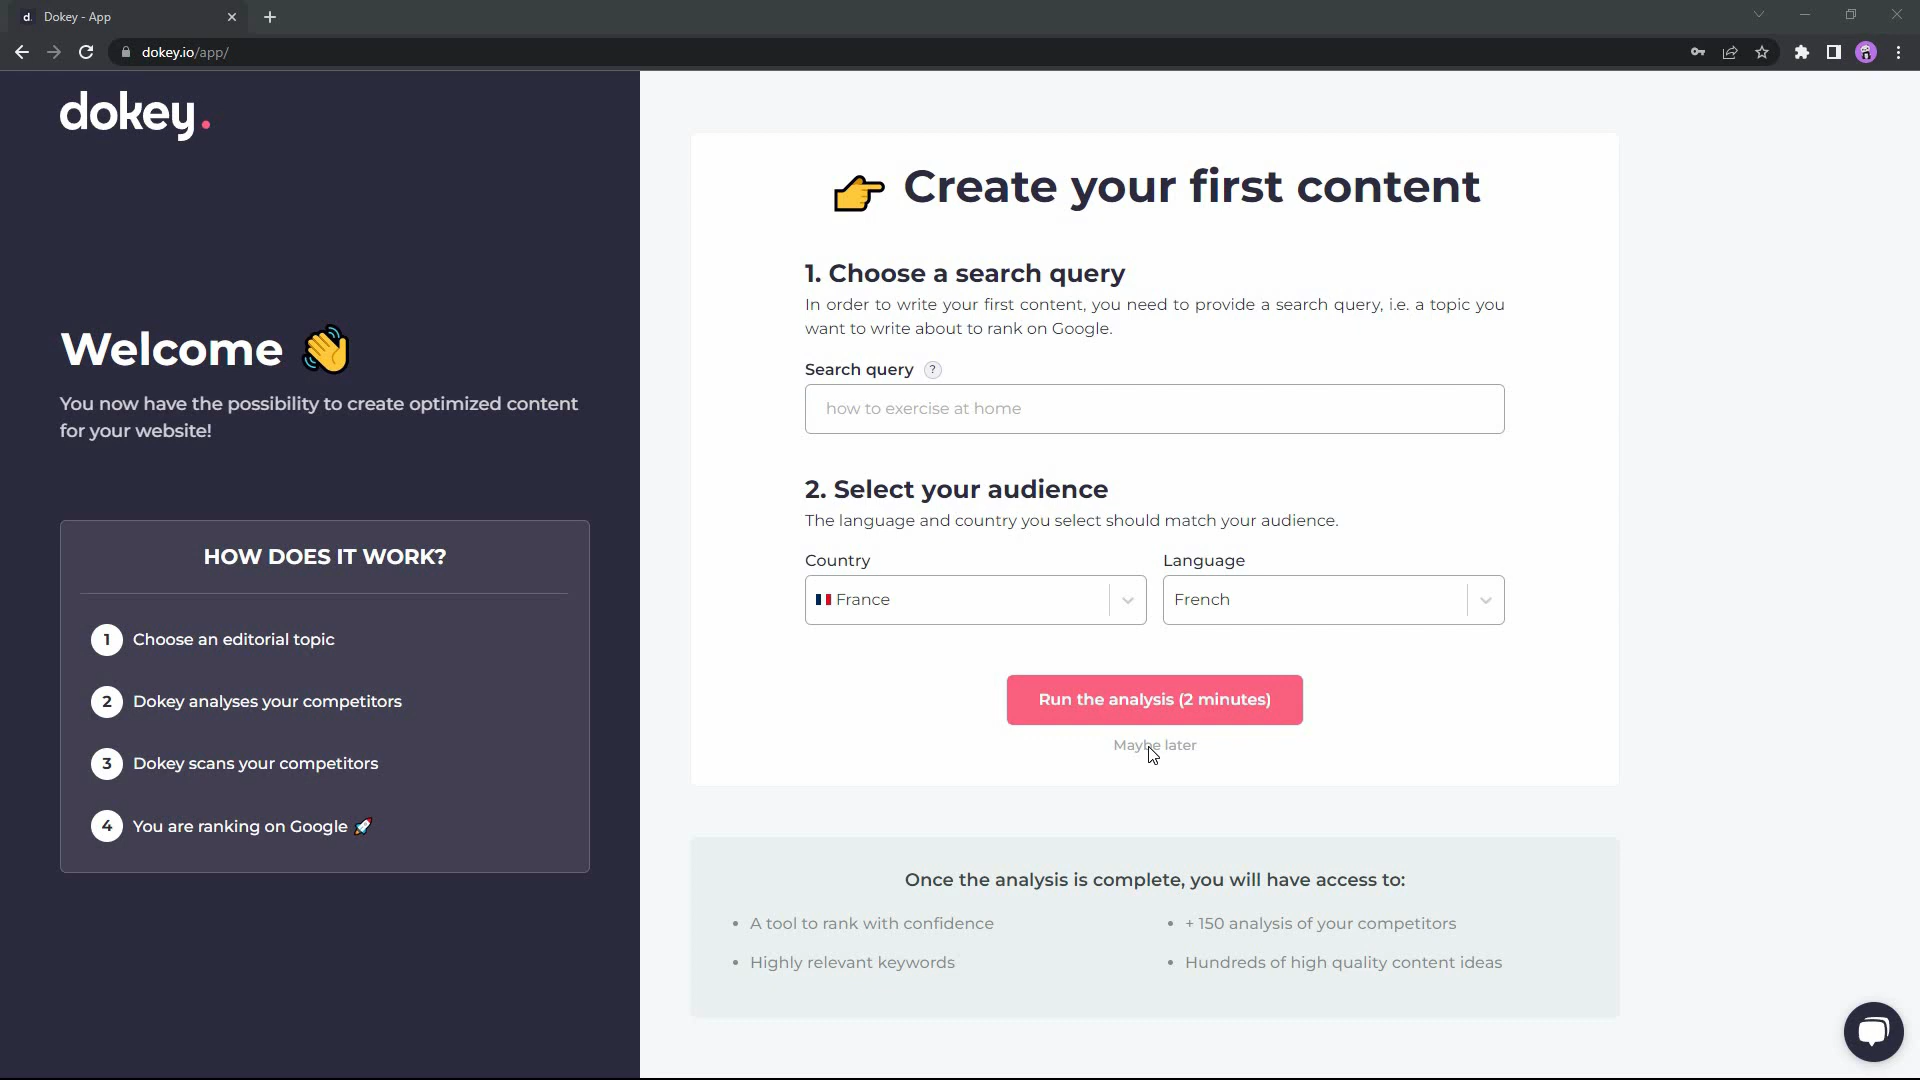 d. Dokey - App
dokey.io/app/
dokey.
Welcome 👋
You now have the possibility to create optimized content
for your website!
HOW DOES IT WORK?
1 Choose an editorial topic
2 Dokey analyses your competitors
3 Dokey scans your competitors
4 You are ranking on Google 🚀
👉 Create your first content
1. Choose a search query
In order to write your first content, you need to provide a search query, i.e. a topic you
want to write about to rank on Google.
Search query ?
how to exercise at home
2. Select your audience
The language and country you select should match your audience.
Country Language
France French
Run the analysis (2 minutes)
Maybe later
Once the analysis is complete, you will have access to:
• A tool to rank with confidence
• Highly relevant keywords
• + 150 analysis of your competitors
• Hundreds of high quality content ideas